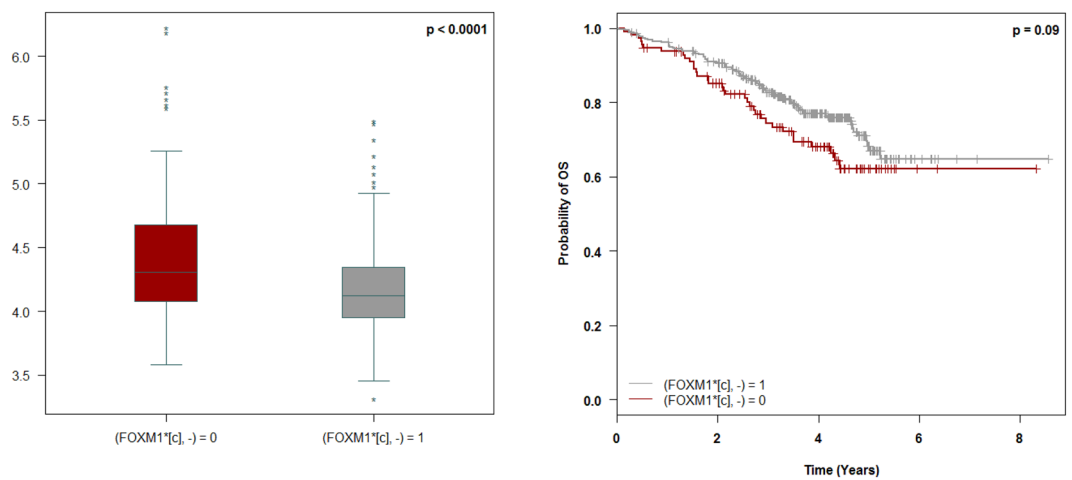 p < 0.0001
6.0
5.5
5.0
4.5
4.0
3.5
(FOXM1*[c], -) = 0
(FOXM1*[c], -) = 1
p = 0.09
1.0
0.8
0.6
0.4
0.2
0.0
Probability of OS
(FOXM1*[c], -) = 1
(FOXM1*[c], -) = 0
0 2 4 6 8
Time (Years)